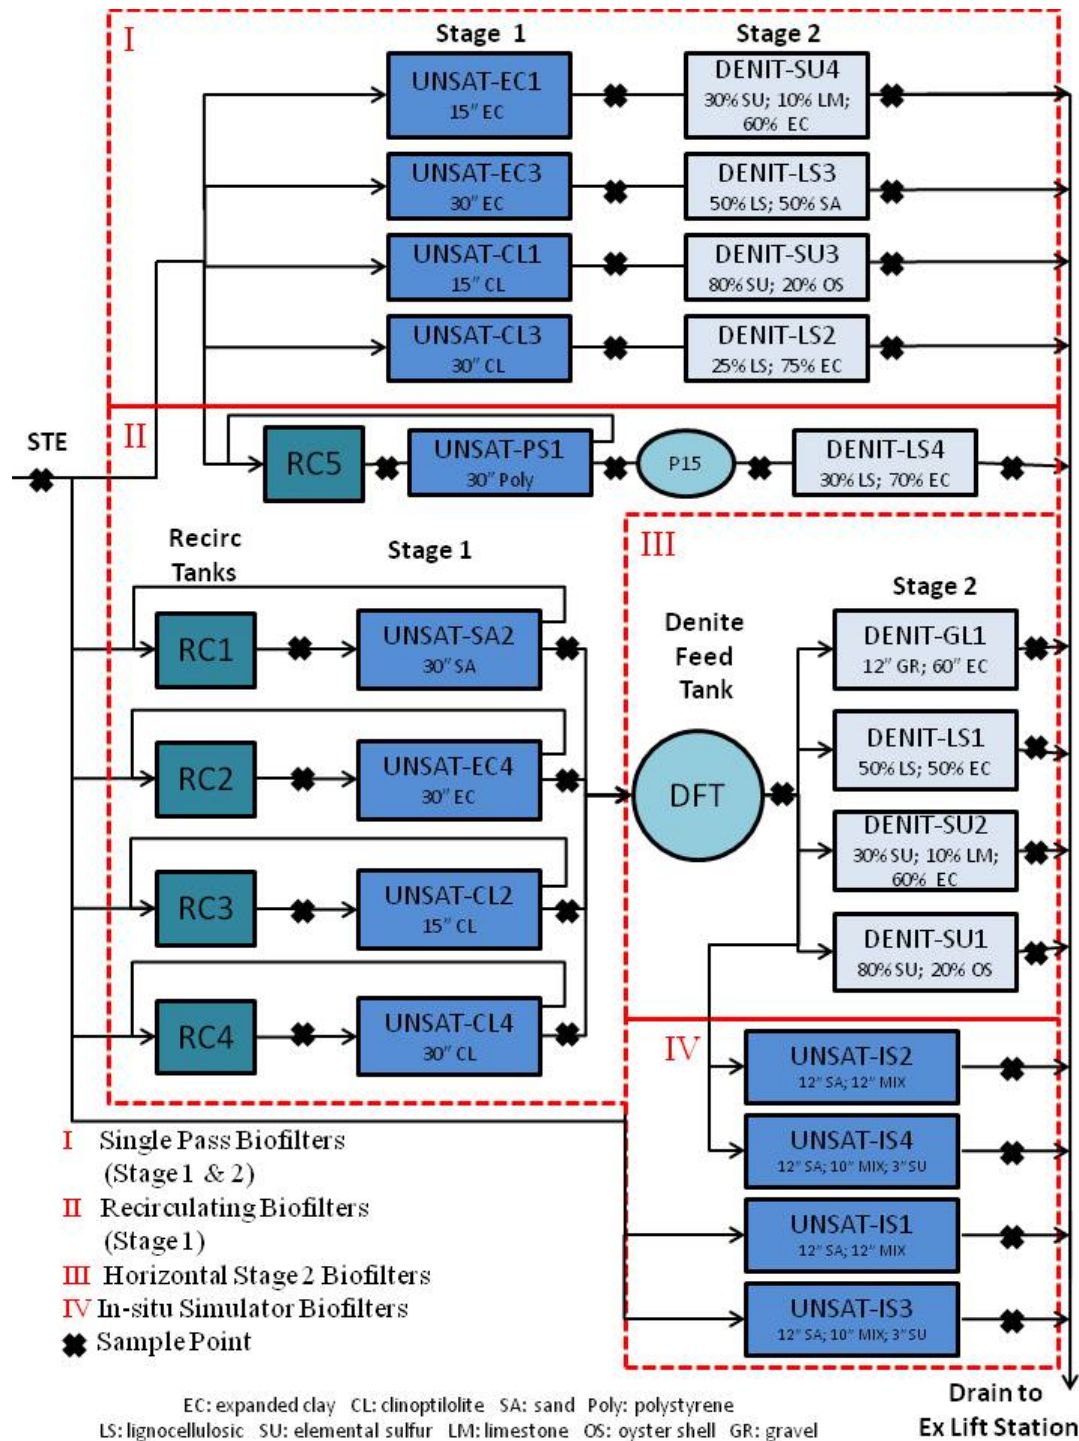 I
Stage 1
Stage 2
UNSAT-EC1
15" EC
DENIT-SU4
30% SU; 10% LM;
60% EC
UNSAT-EC3
30" EC
DENIT-LS3
50% LS; 50% SA
UNSAT-CL1
15" CL
DENIT-SU3
80% SU; 20% OS
UNSAT-CL3
30" CL
DENIT-LS2
25% LS; 75% EC
STE
II
RC5
UNSAT-PS1
30" Poly
P15
DENIT-LS4
30% LS; 70% EC
Recirc
Tanks
Stage 1
RC1
UNSAT-SA2
30" SA
RC2
UNSAT-EC4
30" EC
RC3
UNSAT-CL2
15" CL
RC4
UNSAT-CL4
30" CL
III
Denite
Feed
Tank
DFT
Stage 2
DENIT-GL1
12" GR; 60" EC
DENIT-LS1
50% LS; 50% EC
DENIT-SU2
30% SU; 10% LM;
60% EC
DENIT-SU1
80% SU; 20% OS
IV
UNSAT-IS2
12" SA; 12" MIX
UNSAT-IS4
12" SA; 10" MIX; 3" SU
UNSAT-IS1
12" SA; 12" MIX
UNSAT-IS3
12" SA; 10" MIX; 3" SU
I Single Pass Biofilters
(Stage 1 & 2)
II Recirculating Biofilters
(Stage 1)
III Horizontal Stage 2 Biofilters
IV In-situ Simulator Biofilters
Sample Point
Drain to
Ex Lift Station
EC: expanded clay CL: clinoptilolite SA: sand Poly: polystyrene
LS: lignocellulosic SU: elemental sulfur LM: limestone OS: oyster shell GR: gravel